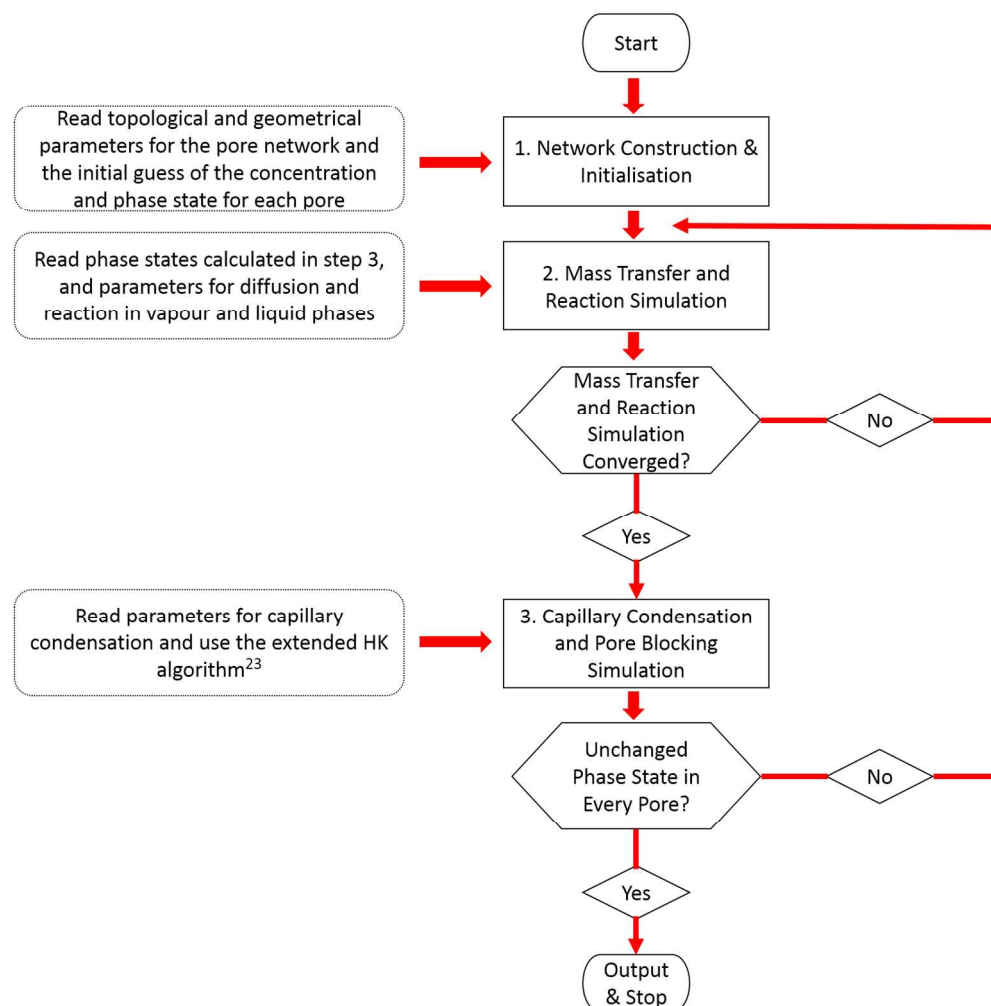 Start
Read topological and geometrical
parameters for the pore network and
the initial guess of the concentration
and phase state for each pore
1. Network Construction &
Initialisation
Read phase states calculated in step 3,
and parameters for diffusion and
reaction in vapour and liquid phases
2. Mass Transfer and
Reaction Simulation
Mass Transfer
and Reaction
Simulation
Converged?
No
Yes
Read parameters for capillary
condensation and use the extended HK
algorithm²³
3. Capillary Condensation
and Pore Blocking
Simulation
Unchanged
Phase State in
Every Pore?
No
Yes
Output
& Stop